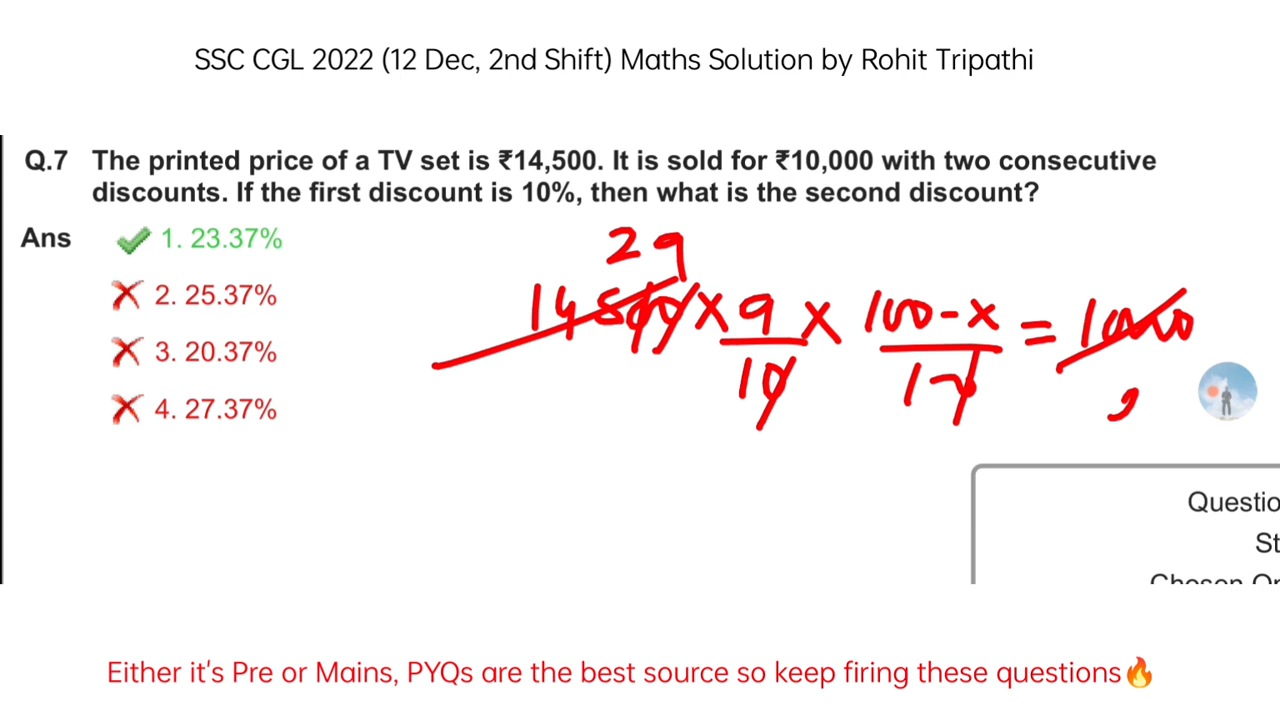 SSC CGL 2022 (12 Dec, 2nd Shift) Maths Solution by Rohit Tripathi
Q.7 The printed price of a TV set is ₹14,500. It is sold for ₹10,000 with two consecutive
discounts. If the first discount is 10%, then what is the second discount?
Ans 1. 23.37%
2. 25.37%
3. 20.37%
4. 27.37%
29
14500 × 9/10 × 100-x/ =
Questio
St
Chosen Or
Either it's Pre or Mains, PYQs are the best source so keep firing these questions🔥